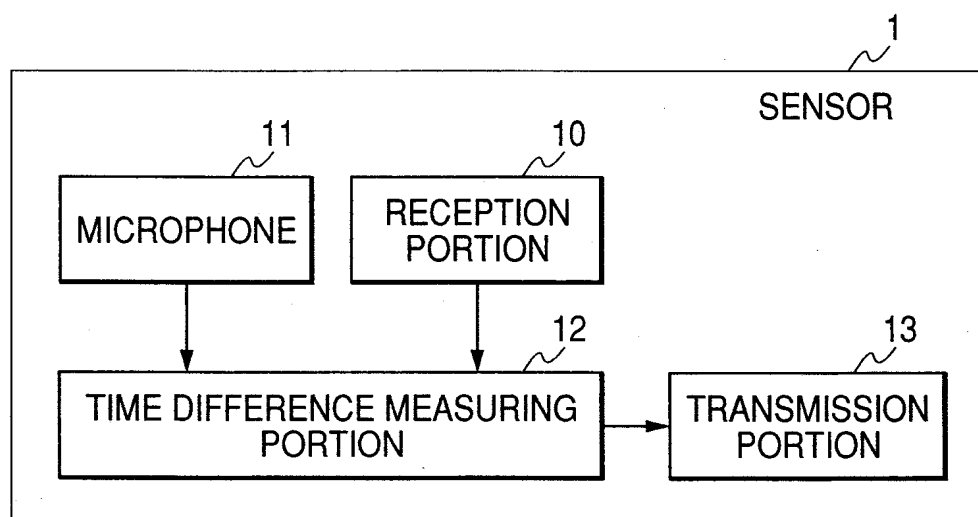 1
SENSOR
11
10
MICROPHONE
RECEPTION
PORTION
12
13
TIME DIFFERENCE MEASURING
PORTION
TRANSMISSION
PORTION